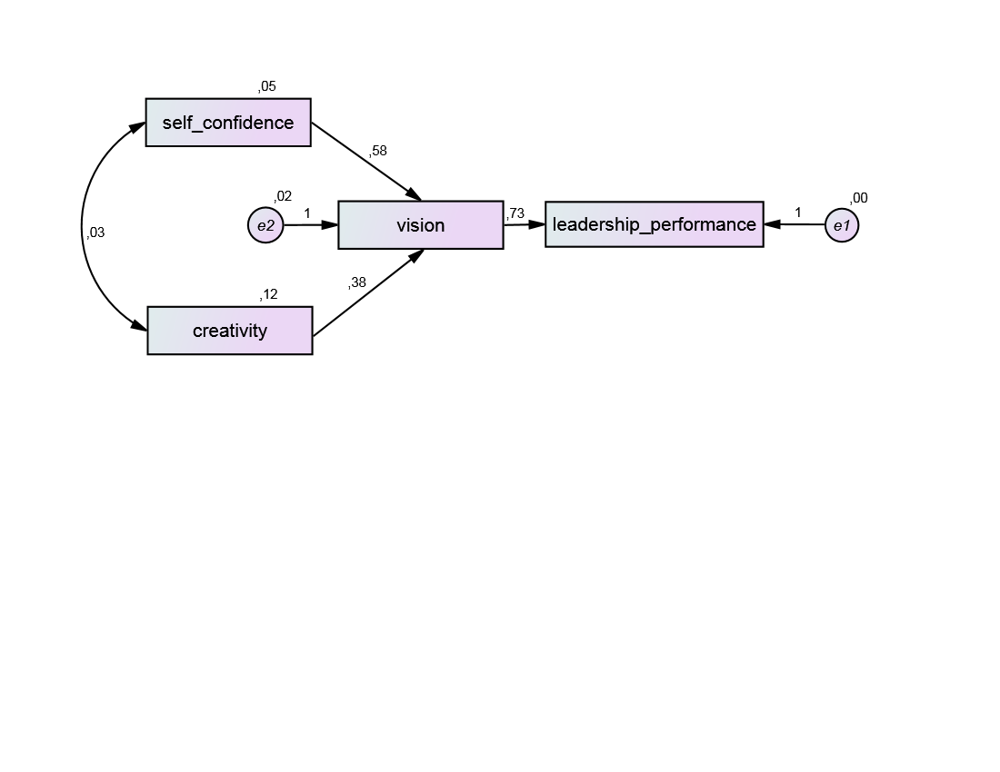 ,05
self_confidence
,58
,02
e2
1
vision
,73
leadership_performance
1
,00
e1
,03
,38
,12
creativity